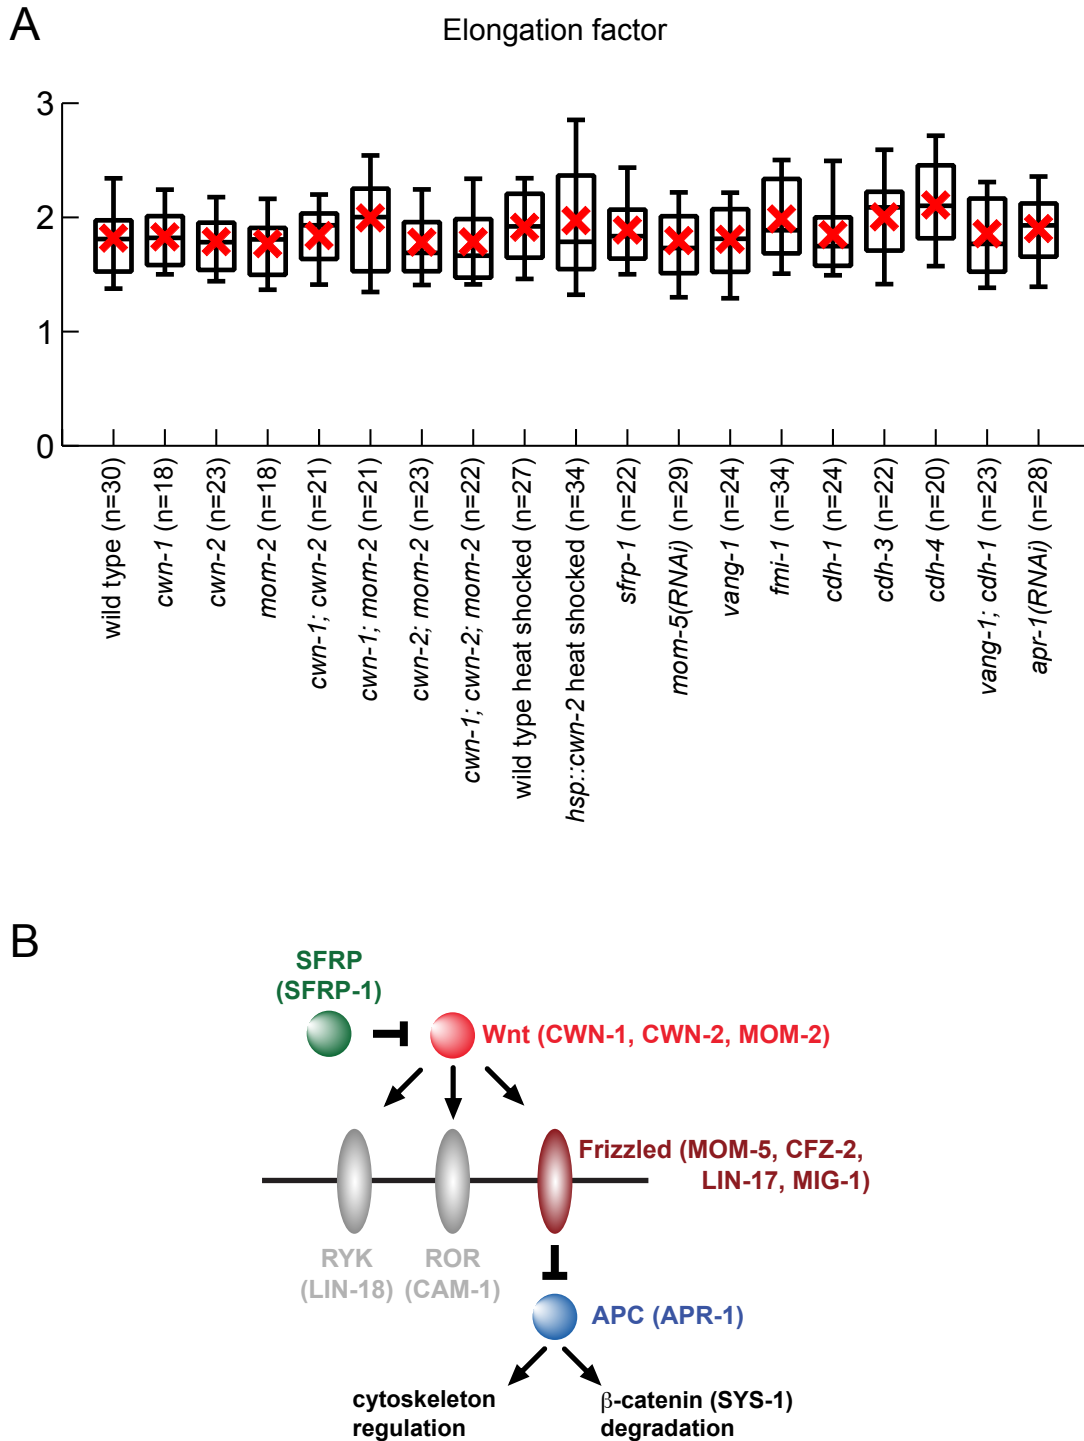 A
Elongation factor
3
2
1
0
wild type (n=30)
cwn-1 (n=18)
cwn-2 (n=23)
mom-2 (n=18)
cwn-1; cwn-2 (n=21)
cwn-1; mom-2 (n=21)
cwn-2; mom-2 (n=23)
cwn-1; cwn-2; mom-2 (n=22)
wild type heat shocked (n=27)
hsp::cwn-2 heat shocked (n=34)
sfrp-1 (n=22)
mom-5(RNAi) (n=29)
vang-1 (n=24)
fmi-1 (n=34)
cdh-1 (n=24)
cdh-3 (n=22)
cdh-4 (n=20)
vang-1; cdh-1 (n=23)
apr-1(RNAi) (n=28)
B
SFRP
(SFRP-1)
Wnt (CWN-1, CWN-2, MOM-2)
Frizzled (MOM-5, CFZ-2,
LIN-17, MIG-1)
RYK
(LIN-18)
ROR
(CAM-1)
APC (APR-1)
cytoskeleton
regulation
β-catenin (SYS-1)
degradation